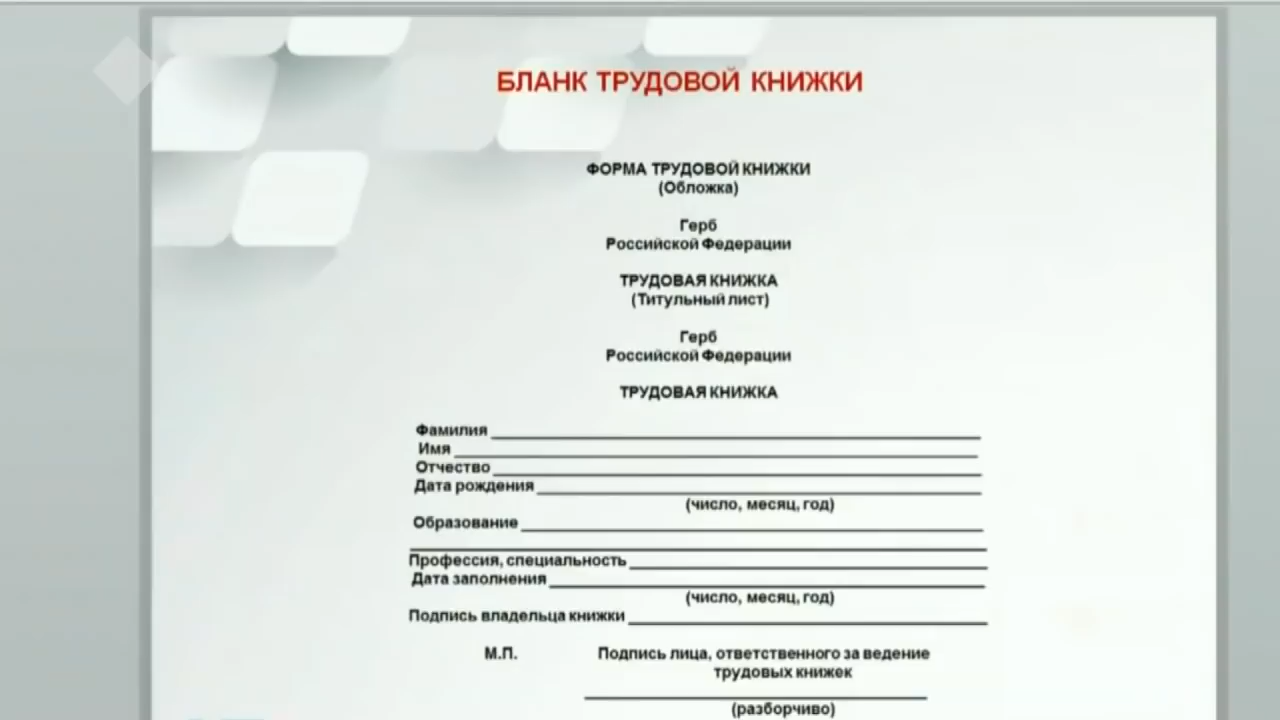 БЛАНК ТРУДОВОЙ КНИЖКИ
ФОРМА ТРУДОВОЙ КНИЖКИ
(Обложка)
Герб
Российской Федерации
ТРУДОВАЯ КНИЖКА
(Титульный лист)
Герб
Российской Федерации
ТРУДОВАЯ КНИЖКА
Фамилия
Имя
Отчество
Дата рождения
(число, месяц, год)
Образование
Профессия, специальность
Дата заполнения
(число, месяц, год)
Подпись владельца книжки
М.П. Подпись лица, ответственного за ведение
трудовых книжек
(разборчиво)